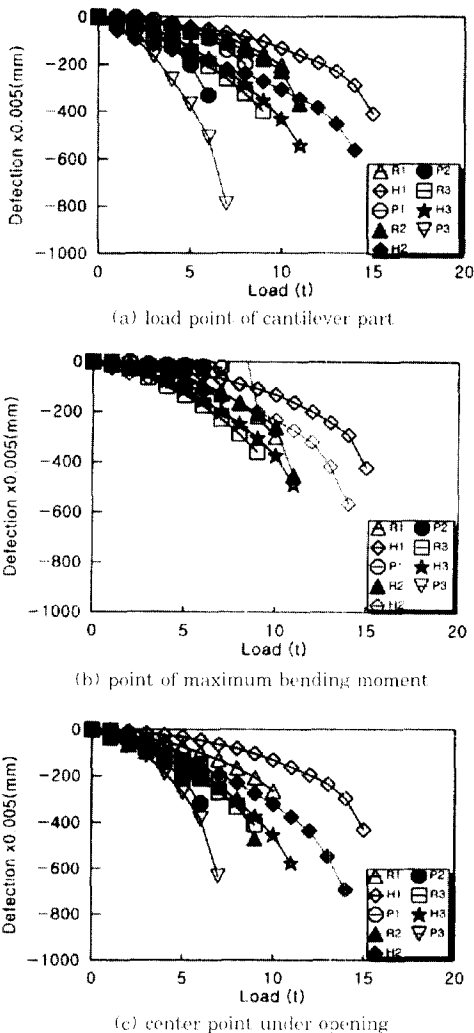 0
-200
-400
-600
-800
-1000
Defection x0.005(mm)
0 5 10 15 20
Load (t)
R1 P2
H1 R3
P1 H3
R2 P3
H2
(a) load point of cantilever part
0
-200
-400
-600
-800
-1000
Defection x0.005(mm)
0 5 10 15 20
Load (t)
R1 P2
H1 R3
P1 H3
R2 P3
H2
(b) point of maximum bending moment
0
-200
-400
-600
-800
-1000
Defection x0.005(mm)
0 5 10 15 20
Load (t)
R1 P2
H1 R3
P1 H3
R2 P3
H2
(c) center point under opening